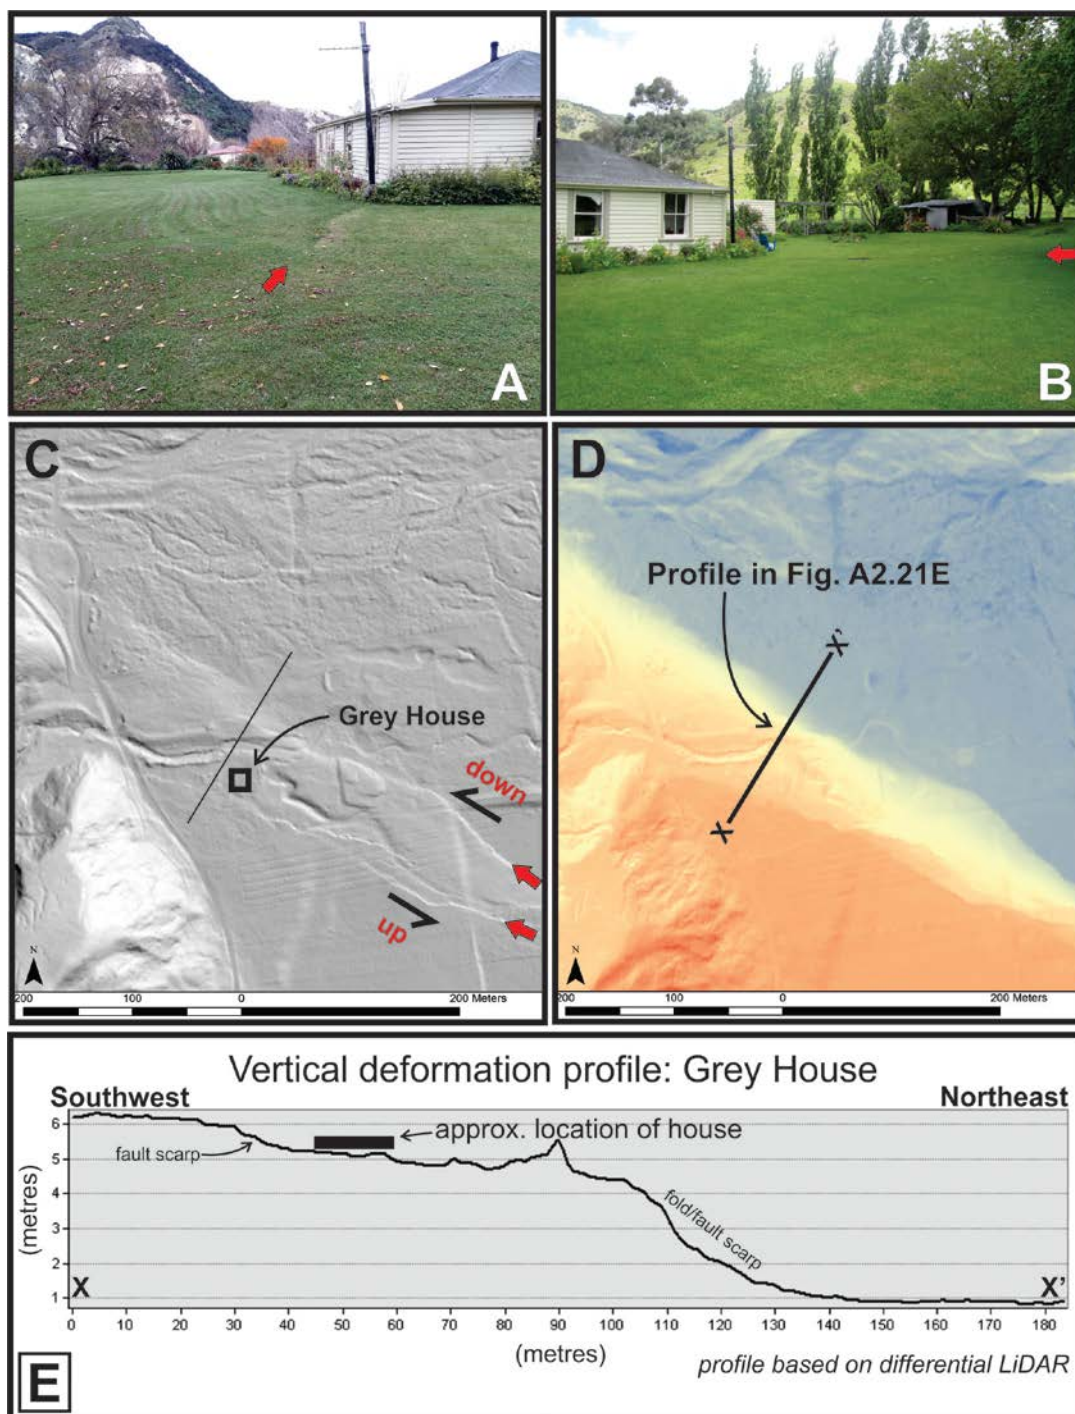 A
B
C
Grey House
down
up
N
200
100
0
200 Meters
D
Profile in Fig. A2.21E
X'
X
N
200
100
0
200 Meters
Vertical deformation profile: Grey House
Southwest
Northeast
6
5
4
3
2
1
(metres)
fault scarp
approx. location of house
fold/fault scarp
X
X'
0 10 20 30 40 50 60 70 80 90 100 110 120 130 140 150 160 170 180
(metres)
profile based on differential LiDAR
E